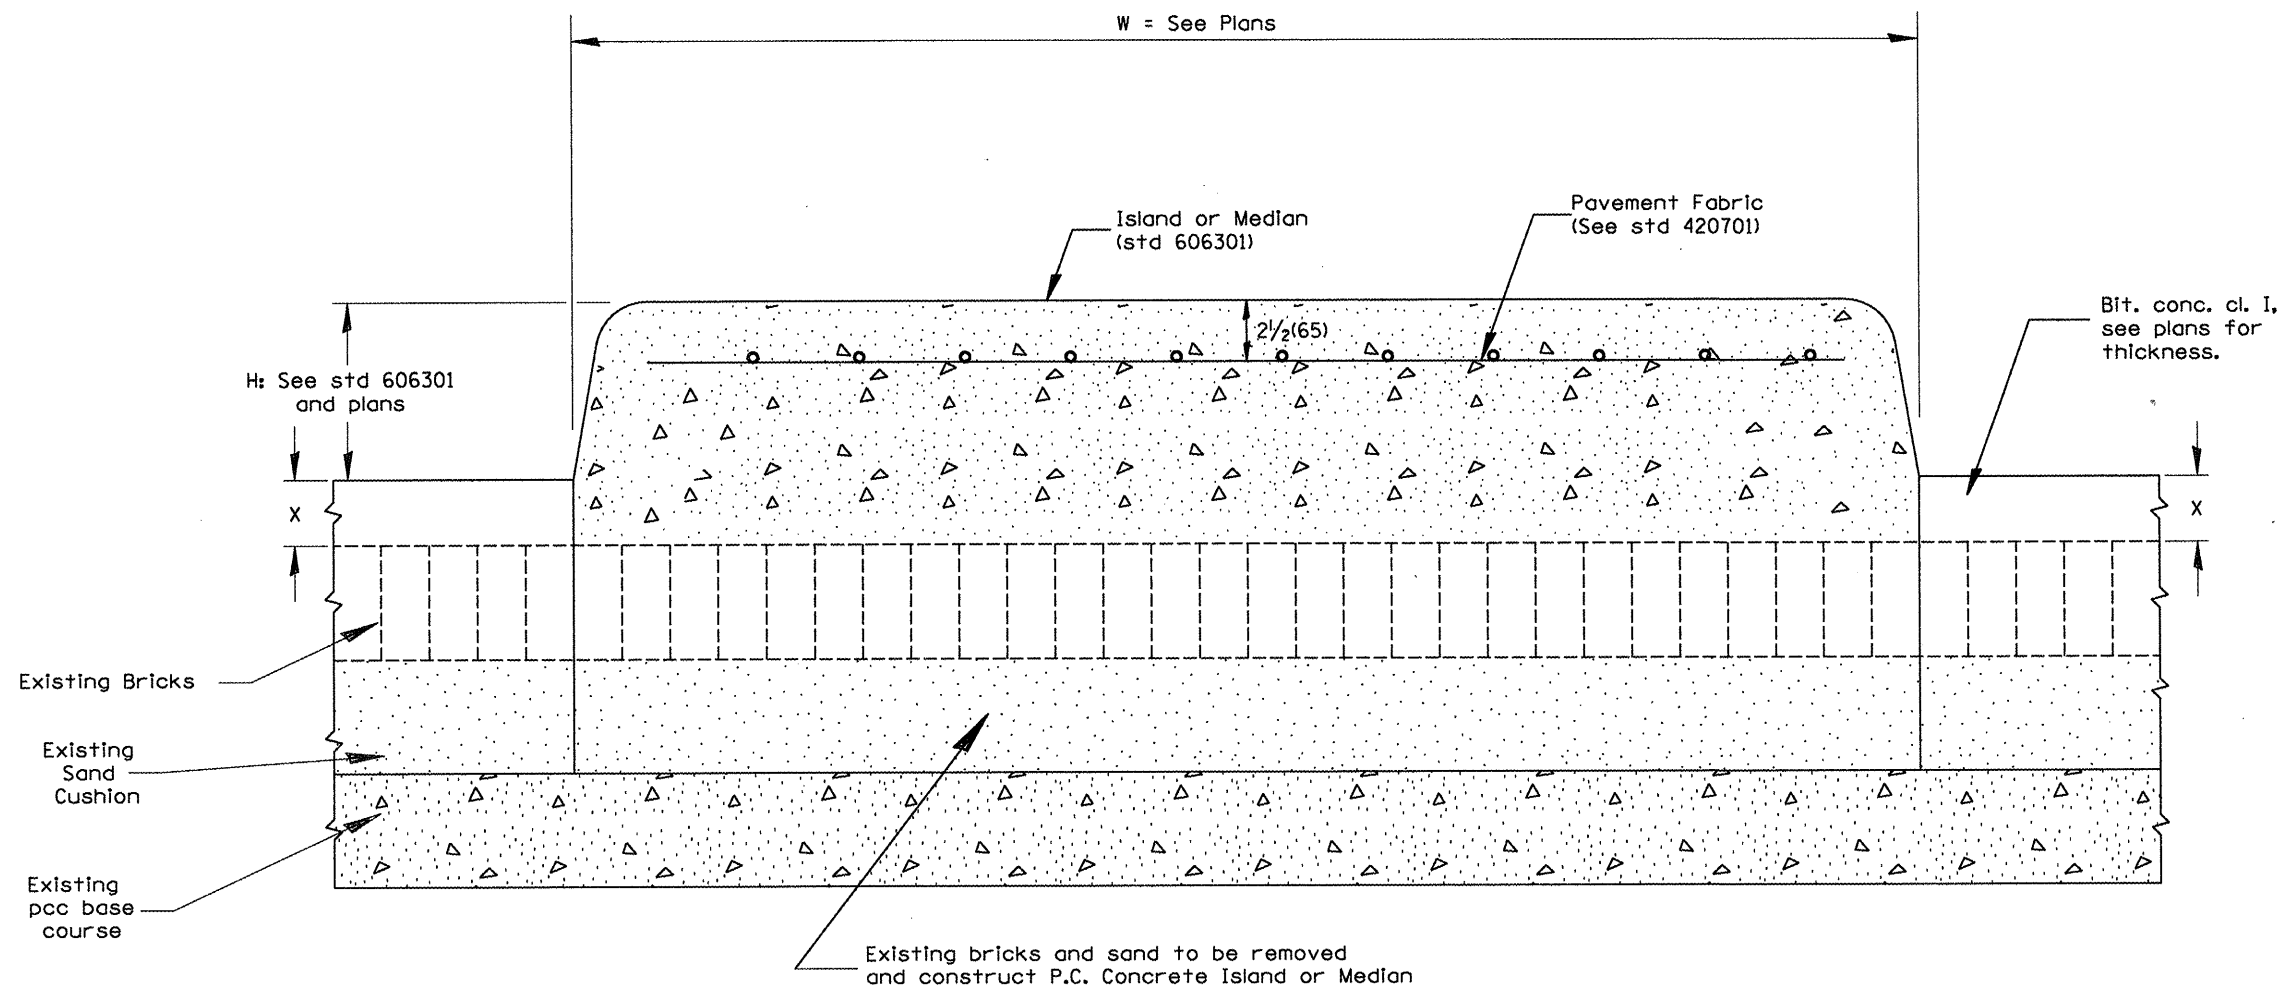 W = See Plans
Island or Median
(std 606301)
Pavement Fabric
(See std 420701)
Bit. conc. cl. I,
see plans for
thickness.
2½(65)
H: See std 606301
and plans
X
X
Existing Bricks
Existing
Sand
Cushion
Existing
pcc base
course
Existing bricks and sand to be removed
and construct P.C. Concrete Island or Median